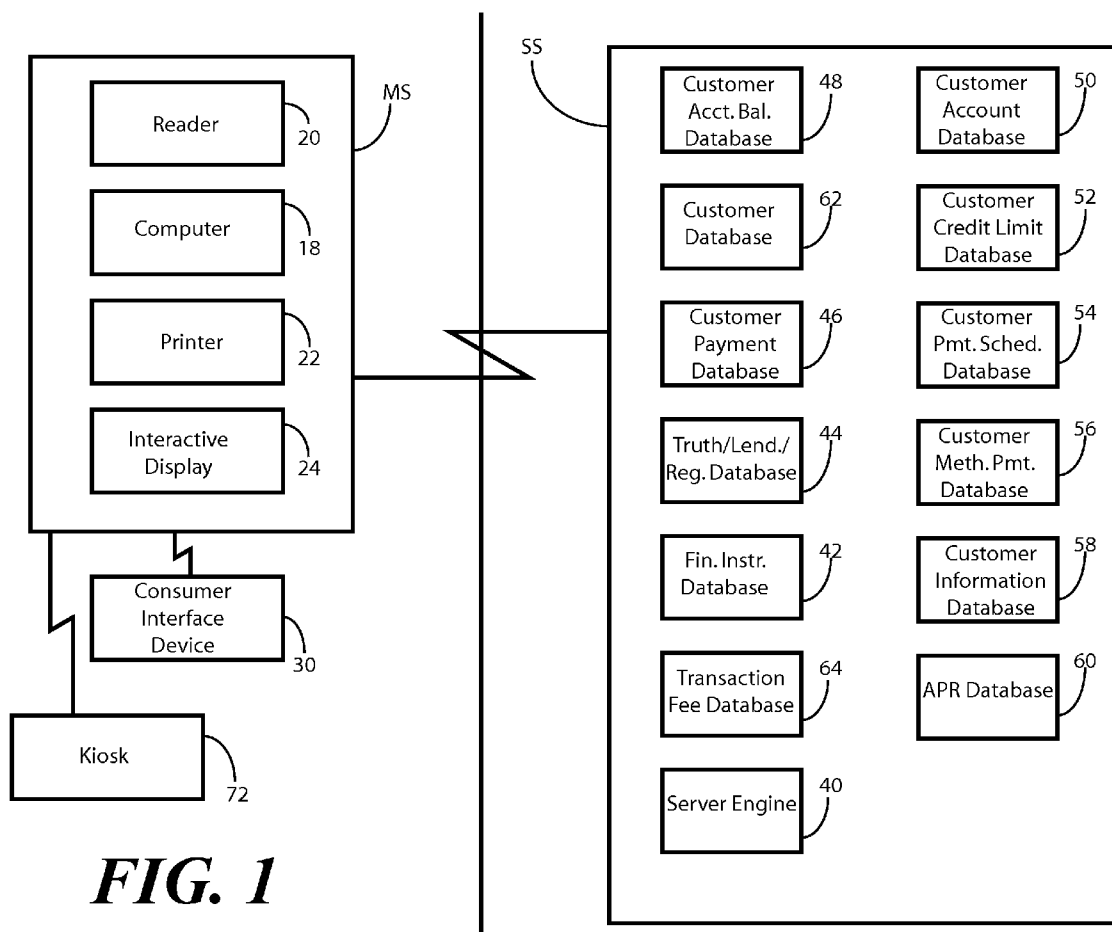 MS
Reader
20
Computer
18
Printer
22
Interactive
Display
24
Consumer
Interface
Device
30
Kiosk
72
SS
Customer
Acct. Bal.
Database
48
Customer
Account
Database
50
Customer
Database
62
Customer
Credit Limit
Database
52
Customer
Payment
Database
46
Customer
Pmt. Sched.
Database
54
Truth/Lend./
Reg. Database
44
Customer
Meth. Pmt.
Database
56
Fin. Instr.
Database
42
Customer
Information
Database
58
Transaction
Fee Database
64
APR Database
60
Server Engine
40
FIG. 1